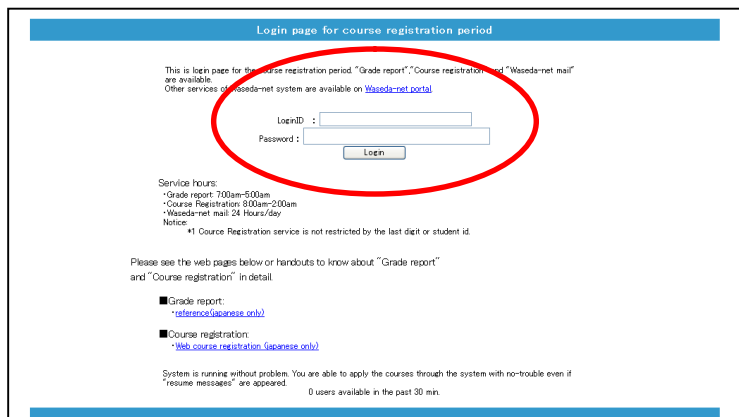 Login page for course registration period
This is login page for the course registration period. "Grade report","Course registration" and "Waseda-net mail"
are available.
Other services of Waseda-net system are available on Waseda-net portal.
LoginID :
Password :
Login
Service hours:
・Grade report: 7:00am-5:00am
・Course Registration: 8:00am-2:00am
・Waseda-net mail: 24 Hours/day
Notice:
*1 Cource Registration service is not restricted by the last digit or student id.
Please see the web pages below or handouts to know about "Grade report"
and "Course registration" in detail.
■Grade report:
・reference(japanese only)
■Course registration:
・Web course registration (japanese only)
System is running without problem. You are able to apply the courses through the system with no-trouble even if
"resume messages" are appeared.
0 users available in the past 30 min.